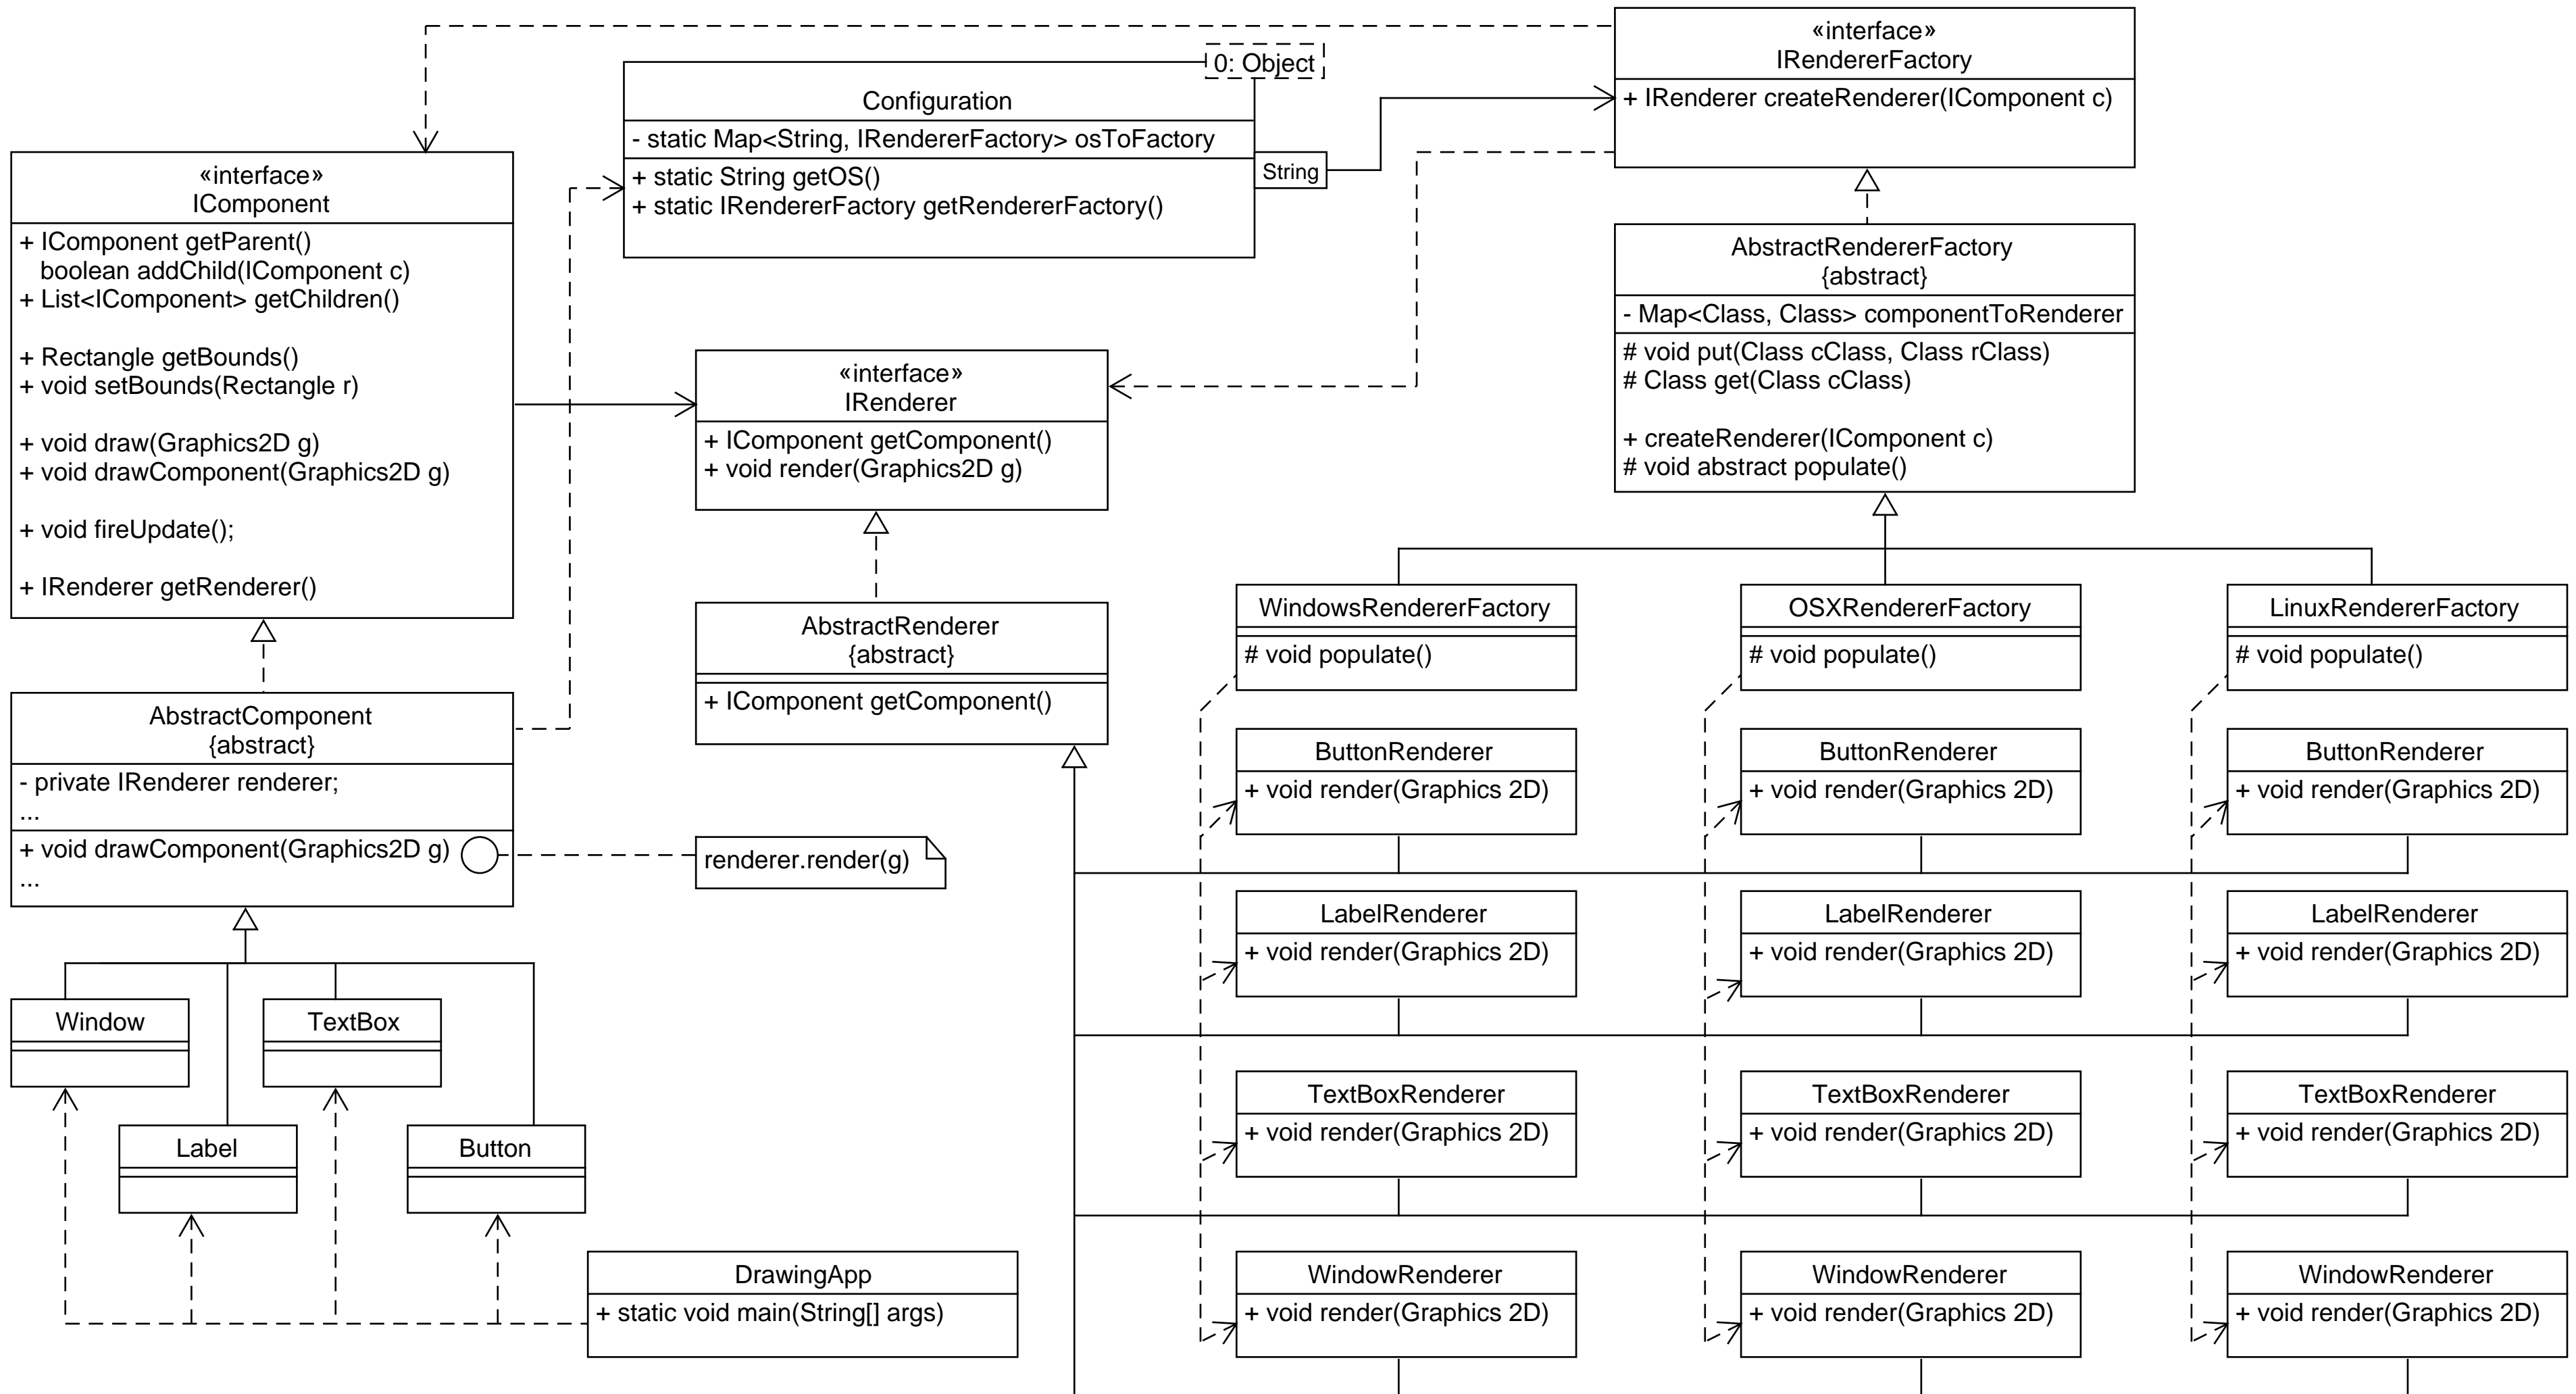 «interface»
IRendererFactory
+ IRenderer createRenderer(IComponent c)
0: Object
Configuration
- static Map<String, IRendererFactory> osToFactory
+ static String getOS()
+ static IRendererFactory getRendererFactory()
String
«interface»
IComponent
+ IComponent getParent()
boolean addChild(IComponent c)
+ List<IComponent> getChildren()
+ Rectangle getBounds()
+ void setBounds(Rectangle r)
+ void draw(Graphics2D g)
+ void drawComponent(Graphics2D g)
+ void fireUpdate();
+ IRenderer getRenderer()
«interface»
IRenderer
+ IComponent getComponent()
+ void render(Graphics2D g)
AbstractRendererFactory
{abstract}
- Map<Class, Class> componentToRenderer
# void put(Class cClass, Class rClass)
# Class get(Class cClass)
+ createRenderer(IComponent c)
# void abstract populate()
AbstractRenderer
{abstract}
+ IComponent getComponent()
AbstractComponent
{abstract}
- private IRenderer renderer;
...
+ void drawComponent(Graphics2D g)
...
renderer.render(g)
Window
TextBox
Label
Button
DrawingApp
+ static void main(String[] args)
WindowsRendererFactory
# void populate()
OSXRendererFactory
# void populate()
LinuxRendererFactory
# void populate()
ButtonRenderer
+ void render(Graphics 2D)
ButtonRenderer
+ void render(Graphics 2D)
ButtonRenderer
+ void render(Graphics 2D)
LabelRenderer
+ void render(Graphics 2D)
LabelRenderer
+ void render(Graphics 2D)
LabelRenderer
+ void render(Graphics 2D)
TextBoxRenderer
+ void render(Graphics 2D)
TextBoxRenderer
+ void render(Graphics 2D)
TextBoxRenderer
+ void render(Graphics 2D)
WindowRenderer
+ void render(Graphics 2D)
WindowRenderer
+ void render(Graphics 2D)
WindowRenderer
+ void render(Graphics 2D)